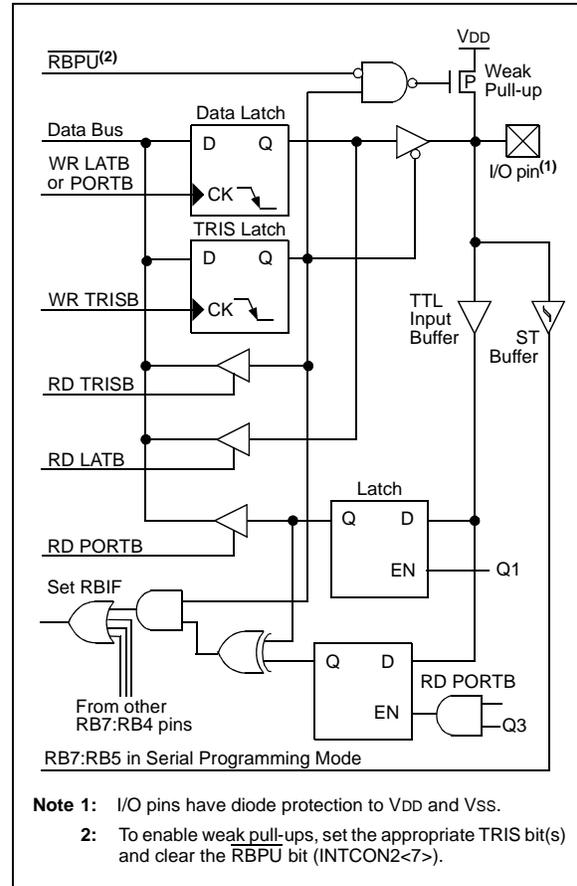 VDD
RBPU(2)
P
Weak
Pull-up
Data Latch
Data Bus
D Q
I/O pin(1)
WR LATB
or PORTB
CK
TRIS Latch
D Q
WR TRISB
CK
TTL
Input
Buffer
ST
Buffer
RD TRISB
RD LATB
Latch
Q D
RD PORTB
EN
Q1
Set RBIF
Q D
RD PORTB
EN
Q3
From other
RB7:RB4 pins
RB7:RB5 in Serial Programming Mode
Note 1: I/O pins have diode protection to VDD and VSS.
2: To enable weak pull-ups, set the appropriate TRIS bit(s)
and clear the RBPU bit (INTCON2<7>).